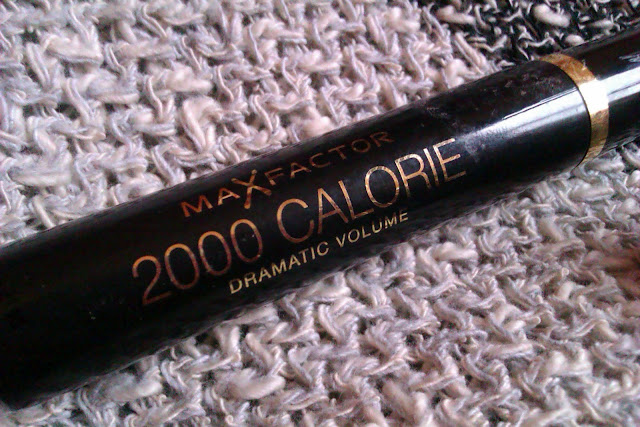 MAXFACTOR
2000 CALORIE
DRAMATIC VOLUME